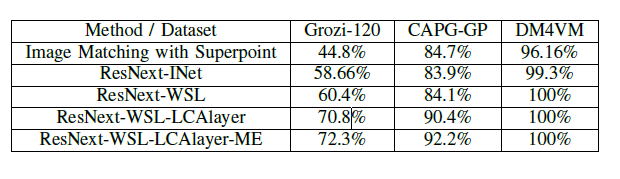 Method / Dataset Grozi-120 CAPG-GP DM4VM
Image Matching with Superpoint 44.8% 84.7% 96.16%
ResNext-INet 58.66% 83.9% 99.3%
ResNext-WSL 60.4% 84.1% 100%
ResNext-WSL-LCAlayer 70.8% 90.4% 100%
ResNext-WSL-LCAlayer-ME 72.3% 92.2% 100%